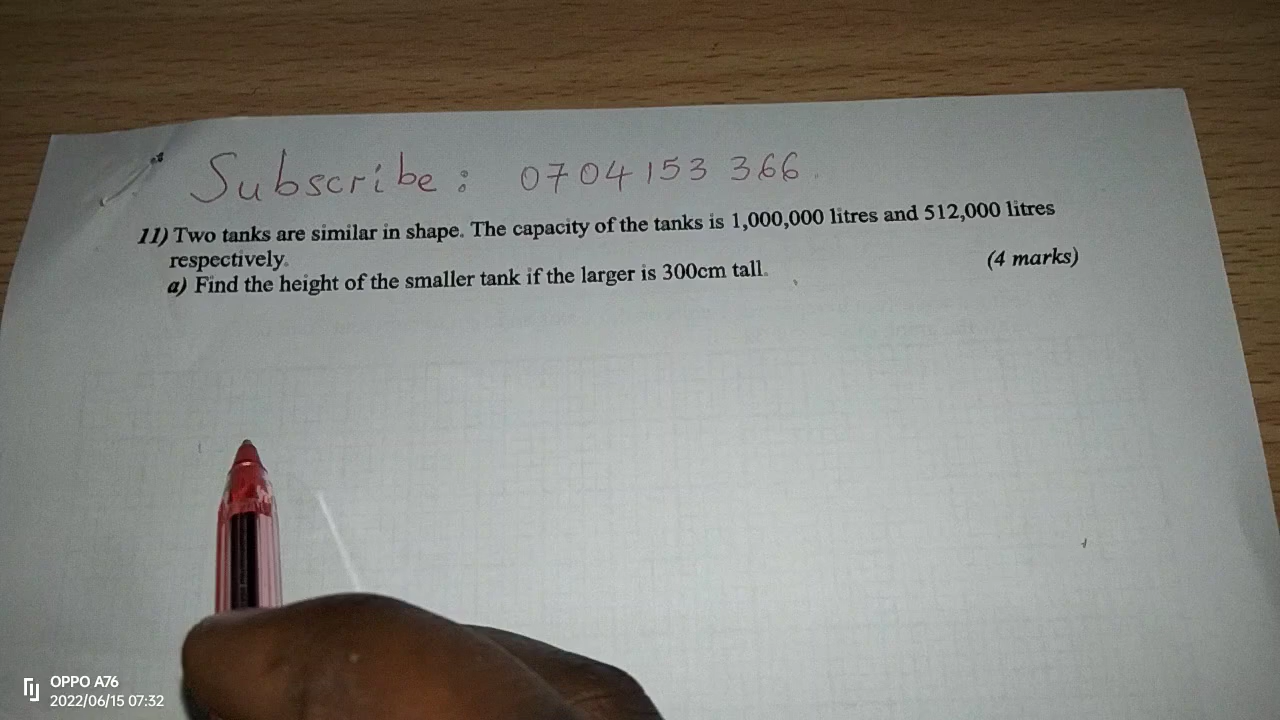 Subscribe: 0704 153 366.
11) Two tanks are similar in shape. The capacity of the tanks is 1,000,000 litres and 512,000 litres
respectively.
(4 marks)
a) Find the height of the smaller tank if the larger is 300cm tall.
OPPO A76
2022/06/15 07:32